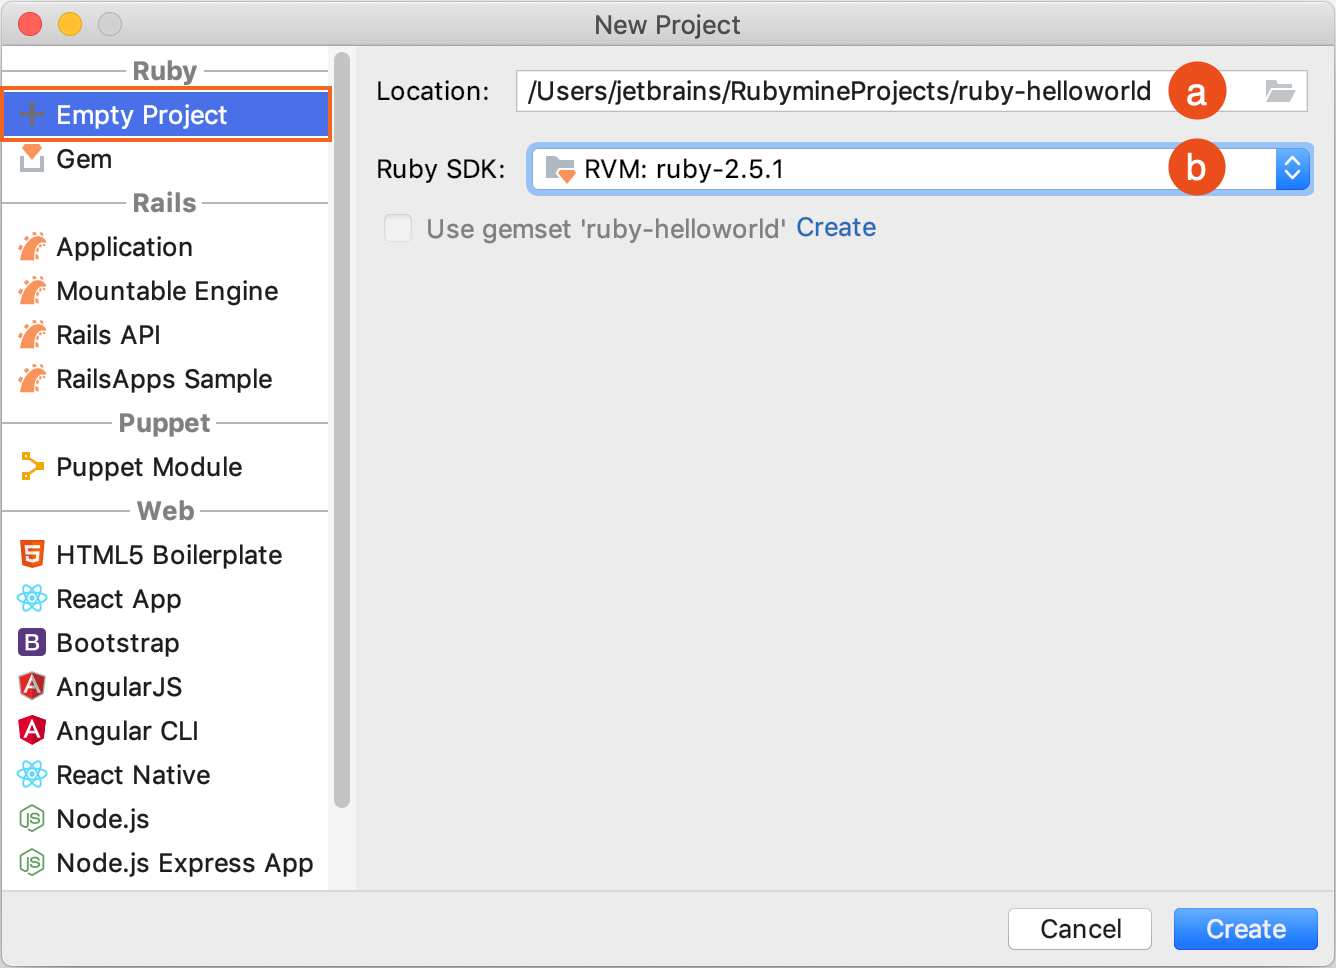 New Project
Ruby
Empty Project
Gem
Rails
Application
Mountable Engine
Rails API
RailsApps Sample
Puppet
Puppet Module
Web
HTML5 Boilerplate
React App
B Bootstrap
AngularJS
Angular CLI
React Native
JS Node.js
JS Node.js Express App
Location: /Users/jetbrains/RubymineProjects/ruby-helloworld a
Ruby SDK: RVM: ruby-2.5.1 b
Use gemset 'ruby-helloworld' Create
Cancel Create